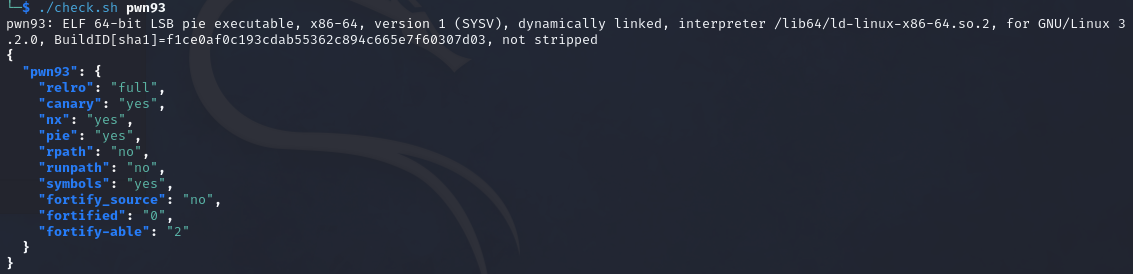 └─$ ./check.sh pwn93
pwn93: ELF 64-bit LSB pie executable, x86-64, version 1 (SYSV), dynamically linked, interpreter /lib64/ld-linux-x86-64.so.2, for GNU/Linux 3
.2.0, BuildID[sha1]=f1ce0af0c193cdab55362c894c665e7f60307d03, not stripped
{
  "pwn93": {
    "relro": "full",
    "canary": "yes",
    "nx": "yes",
    "pie": "yes",
    "rpath": "no",
    "runpath": "no",
    "symbols": "yes",
    "fortify_source": "no",
    "fortified": "0",
    "fortify-able": "2"
  }
}